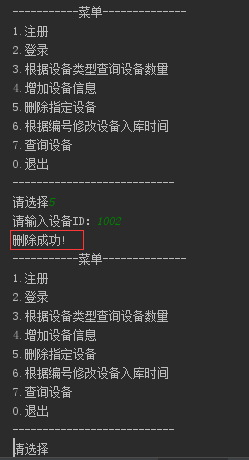 -----------菜单--------------
1.注册
2.登录
3.根据设备类型查询设备数量
4.增加设备信息
5.删除指定设备
6.根据编号修改设备入库时间
7.查询设备
0.退出
---------------------------
请选择5
请输入设备ID: 1002
删除成功!
-----------菜单--------------
1.注册
2.登录
3.根据设备类型查询设备数量
4.增加设备信息
5.删除指定设备
6.根据编号修改设备入库时间
7.查询设备
0.退出
---------------------------
请选择